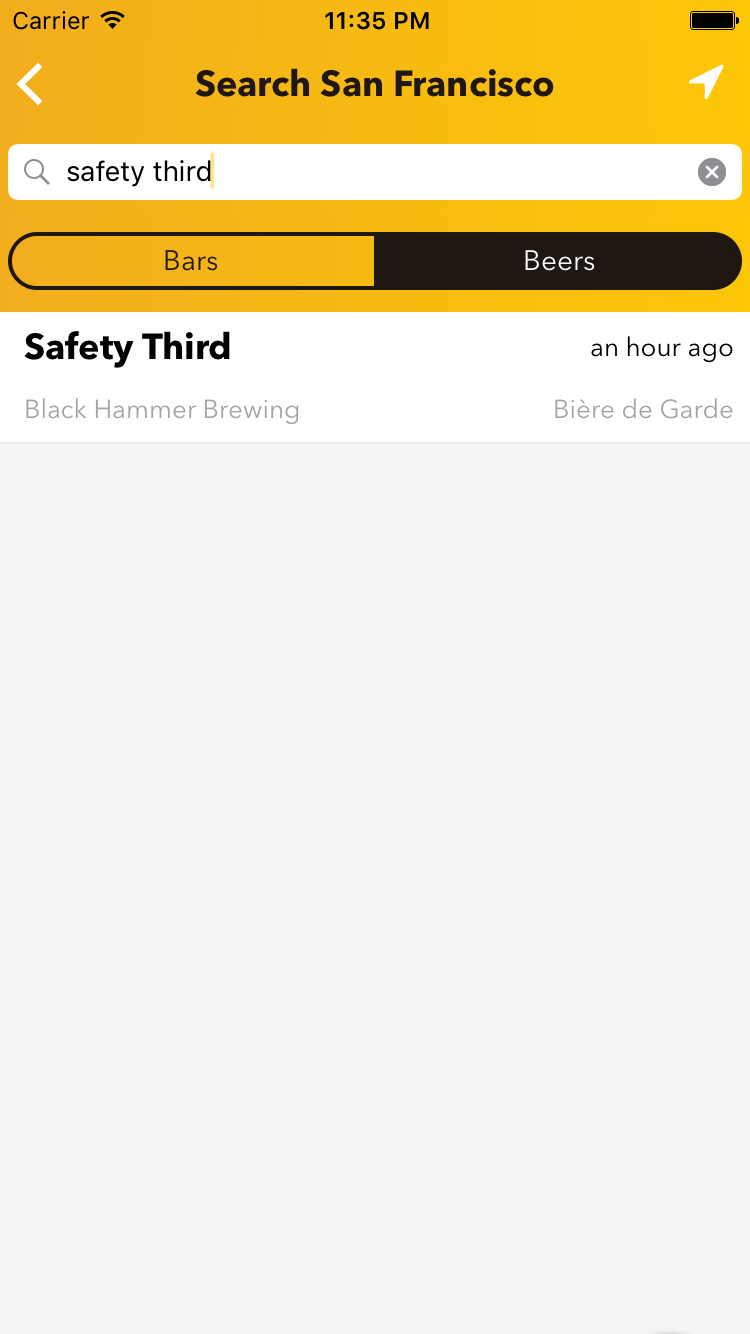 Carrier 11:35 PM
Search San Francisco
safety third
Bars Beers
Safety Third an hour ago
Black Hammer Brewing Bière de Garde